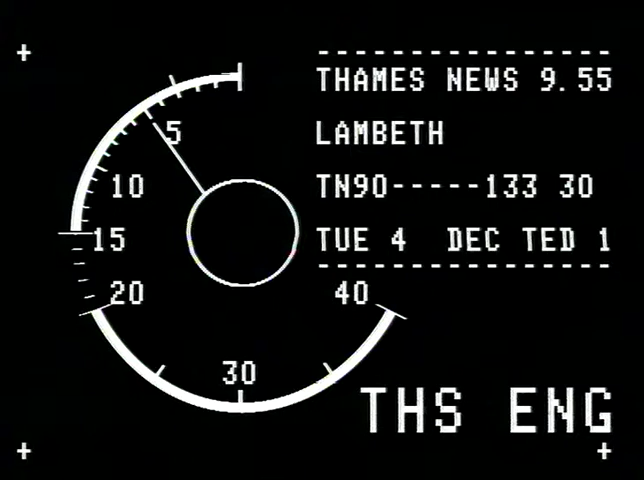 THAMES NEWS 9.55
LAMBETH
TN90-----133 30
TUE 4 DEC TED 1
5
10
15
20
30
40
THS ENG